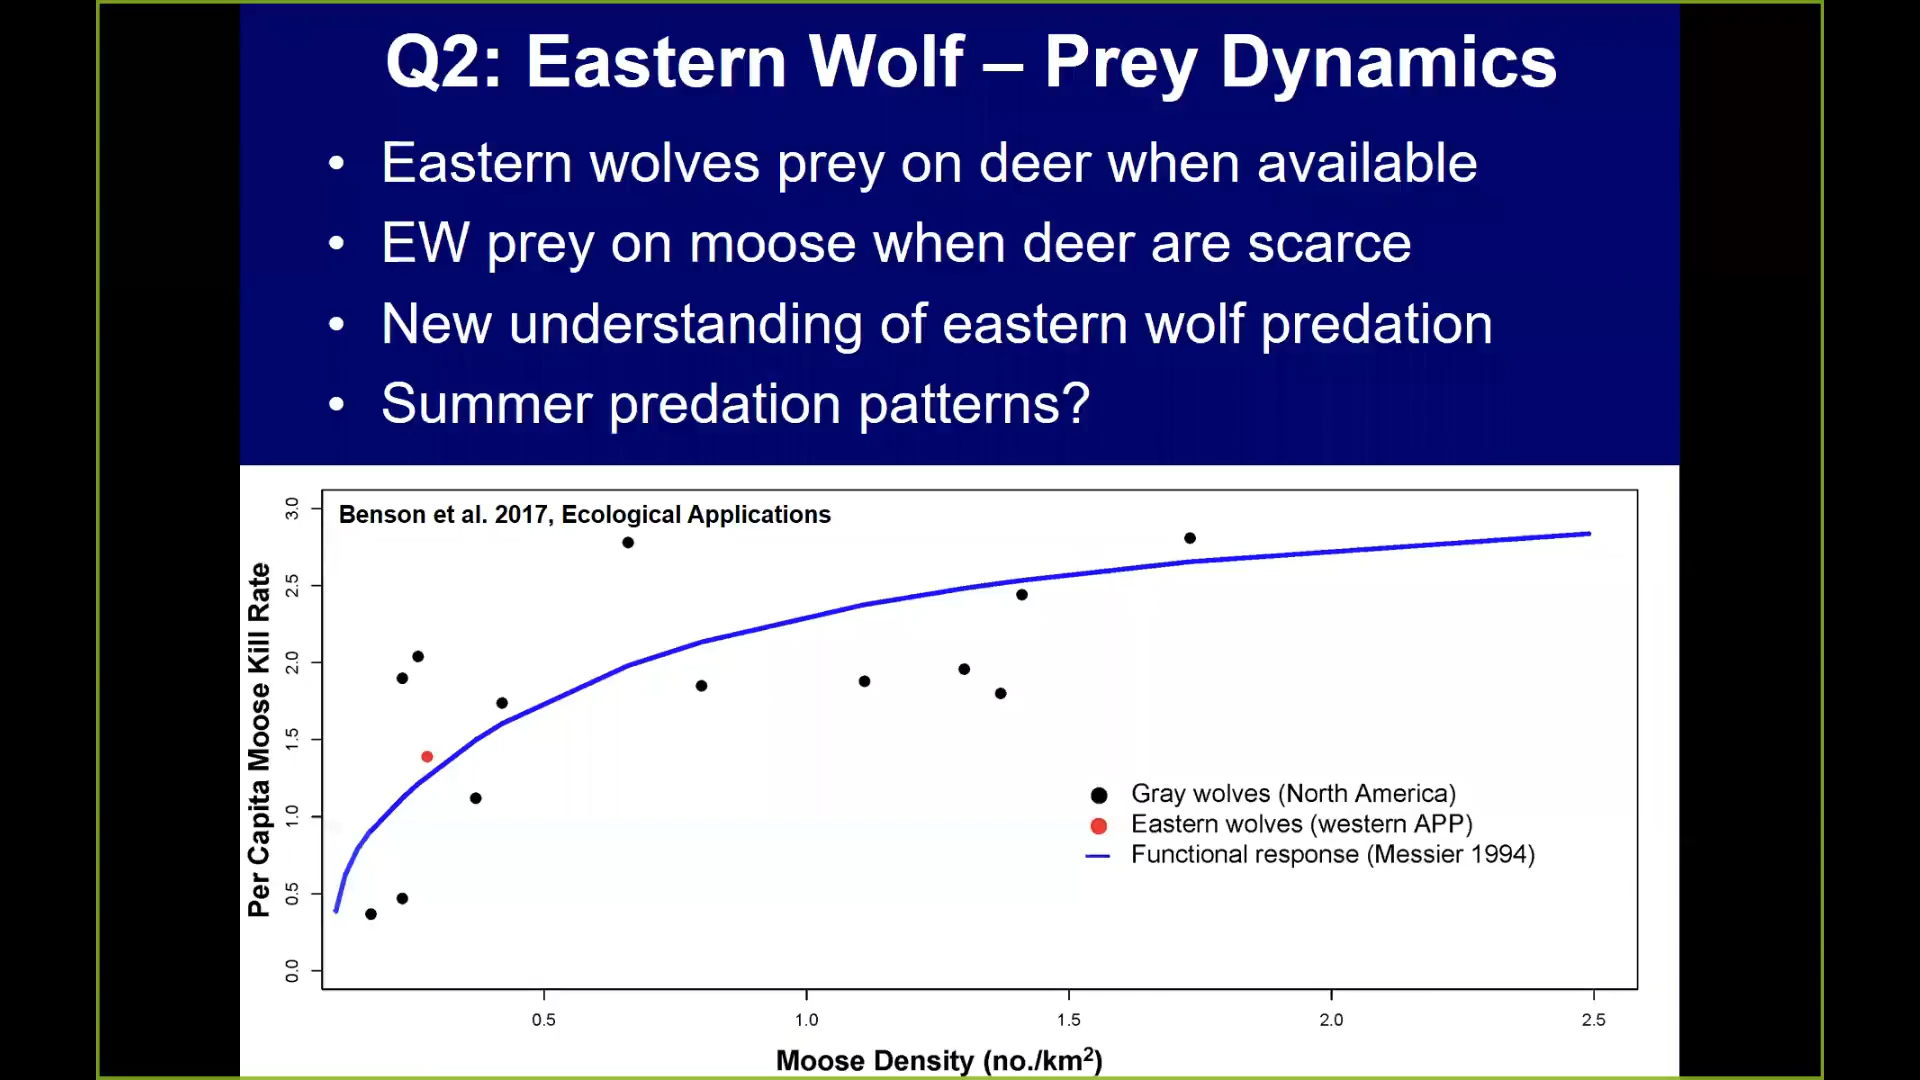 Q2: Eastern Wolf – Prey Dynamics
• Eastern wolves prey on deer when available
• EW prey on moose when deer are scarce
• New understanding of eastern wolf predation
• Summer predation patterns?
Benson et al. 2017, Ecological Applications
Per Capita Moose Kill Rate
3.0
2.5
2.0
1.5
1.0
0.5
0.0
Gray wolves (North America)
Eastern wolves (western APP)
Functional response (Messier 1994)
0.5 1.0 1.5 2.0 2.5
Moose Density (no./km²)